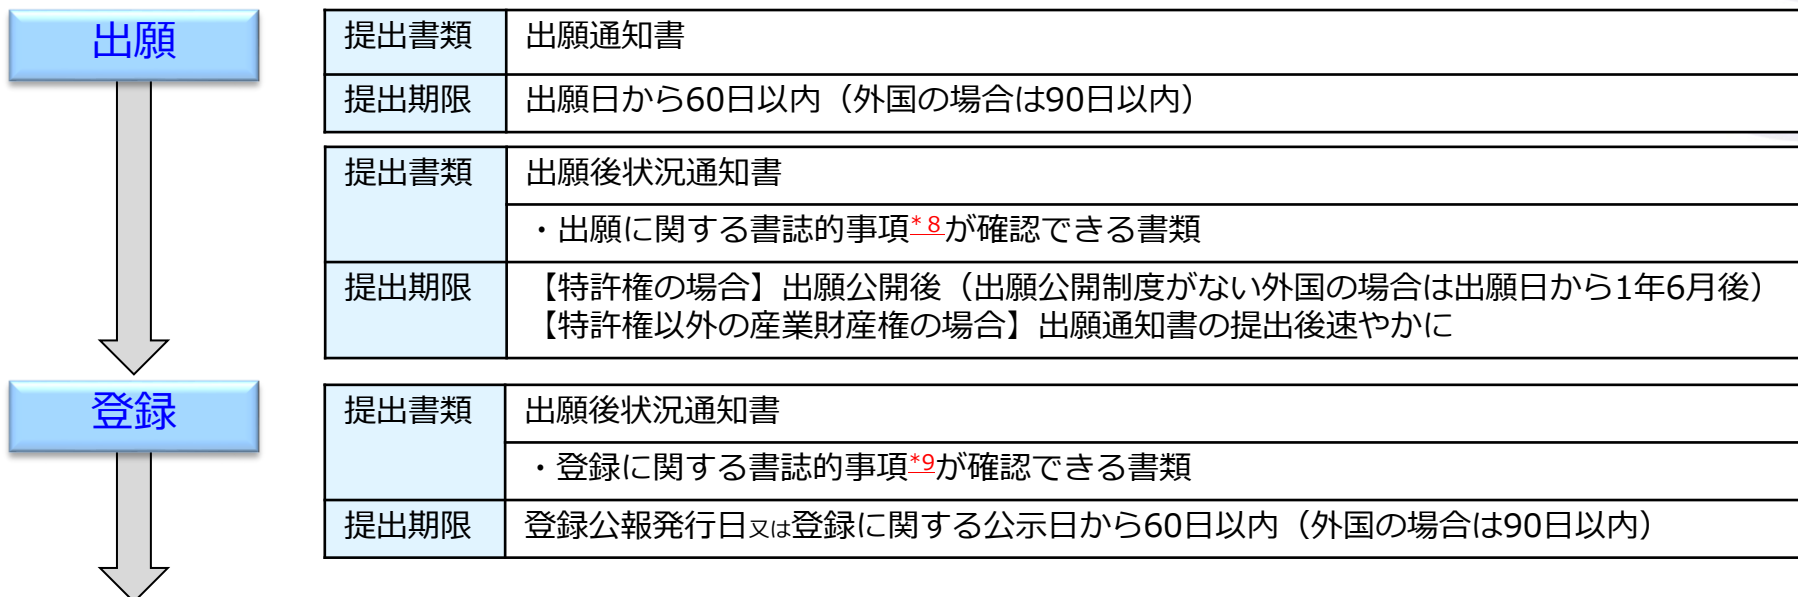 出願
提出書類 出願通知書
提出期限 出願日から60日以内（外国の場合は90日以内）
提出書類 出願後状況通知書
・出願に関する書誌的事項*８が確認できる書類
提出期限 【特許権の場合】出願公開後（出願公開制度がない外国の場合は出願日から1年6月後）
【特許権以外の産業財産権の場合】出願通知書の提出後速やかに
登録
提出書類 出願後状況通知書
・登録に関する書誌的事項*9が確認できる書類
提出期限 登録公報発行日又は登録に関する公示日から60日以内（外国の場合は90日以内）